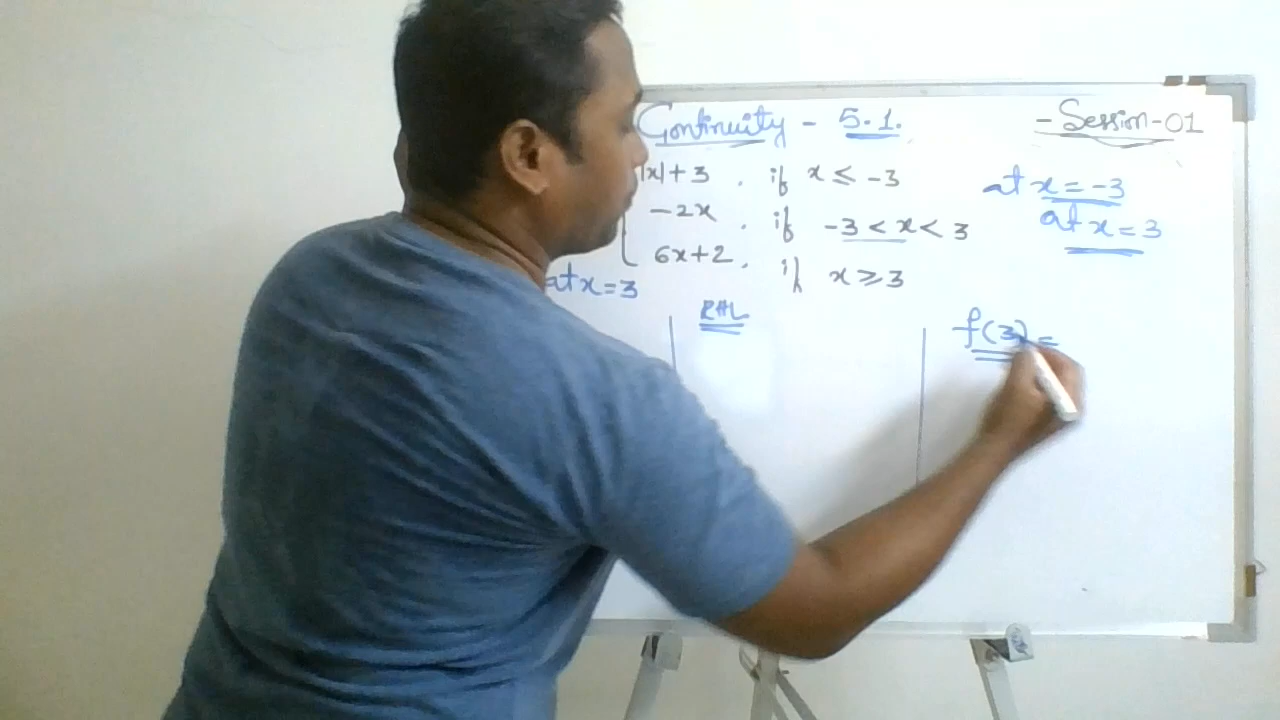 Continuity - 5.1.
- Session-01
|x|+3 , if x ≤ -3
-2x , if -3 < x < 3
6x+2 , if x ≥ 3
at x = -3
at x = 3
at x = 3
RHL
f(3) =